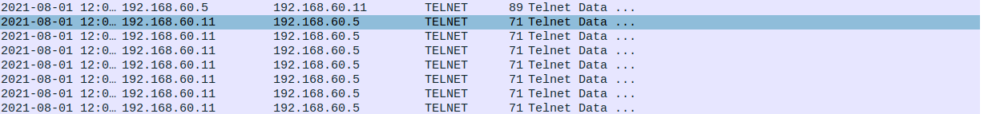 2021-08-01 12:0… 192.168.60.5 192.168.60.11 TELNET 89 Telnet Data ...
2021-08-01 12:0… 192.168.60.11 192.168.60.5 TELNET 71 Telnet Data ...
2021-08-01 12:0… 192.168.60.11 192.168.60.5 TELNET 71 Telnet Data ...
2021-08-01 12:0… 192.168.60.11 192.168.60.5 TELNET 71 Telnet Data ...
2021-08-01 12:0… 192.168.60.11 192.168.60.5 TELNET 71 Telnet Data ...
2021-08-01 12:0… 192.168.60.11 192.168.60.5 TELNET 71 Telnet Data ...
2021-08-01 12:0… 192.168.60.11 192.168.60.5 TELNET 71 Telnet Data ...
2021-08-01 12:0… 192.168.60.11 192.168.60.5 TELNET 71 Telnet Data ...